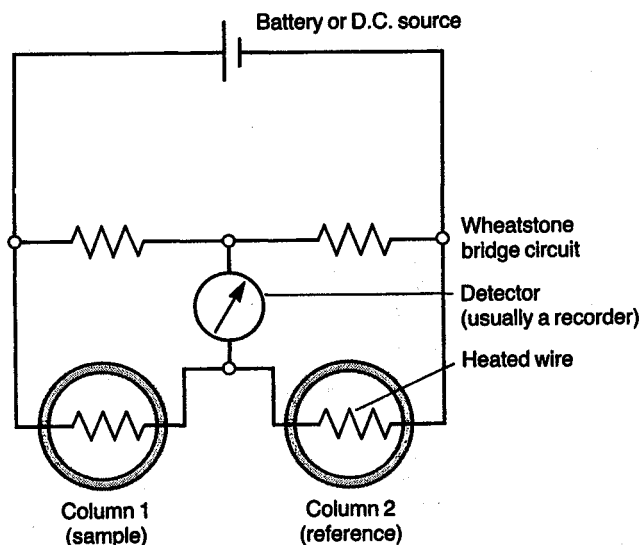 Battery or D.C. source
Wheatstone
bridge circuit
Detector
(usually a recorder)
Heated wire
Column 1
(sample)
Column 2
(reference)